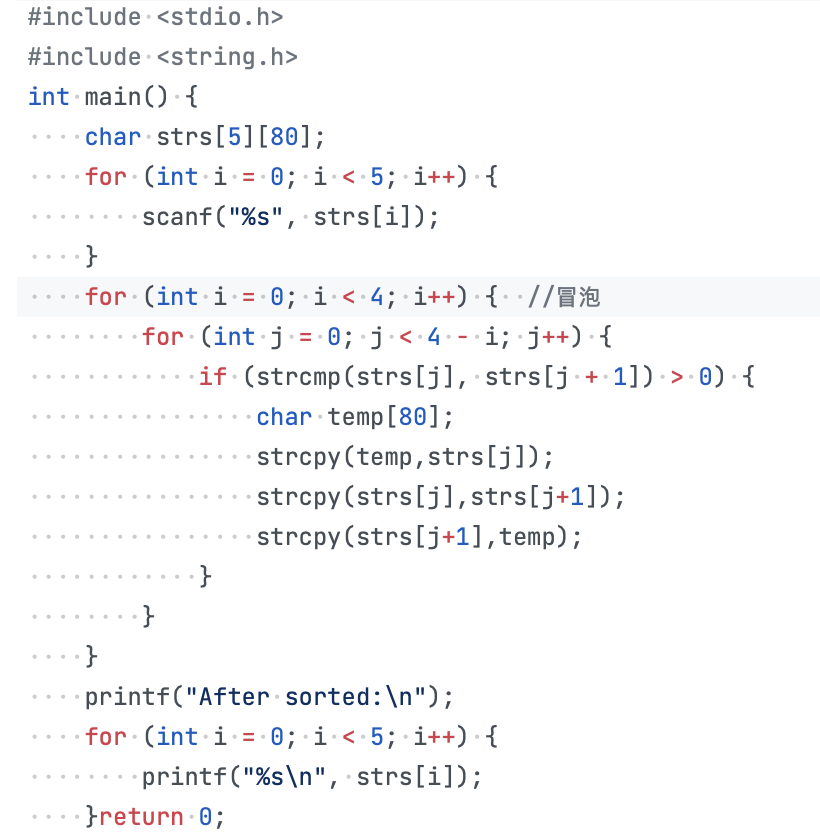 #include <stdio.h>
#include <string.h>
int main() {
    char strs[5][80];
    for (int i = 0; i < 5; i++) {
        scanf("%s", strs[i]);
    }
    for (int i = 0; i < 4; i++) {  //冒泡
        for (int j = 0; j < 4 - i; j++) {
            if (strcmp(strs[j], strs[j + 1]) > 0) {
                char temp[80];
                strcpy(temp,strs[j]);
                strcpy(strs[j],strs[j+1]);
                strcpy(strs[j+1],temp);
            }
        }
    }
    printf("After sorted:\n");
    for (int i = 0; i < 5; i++) {
        printf("%s\n", strs[i]);
    }return 0;